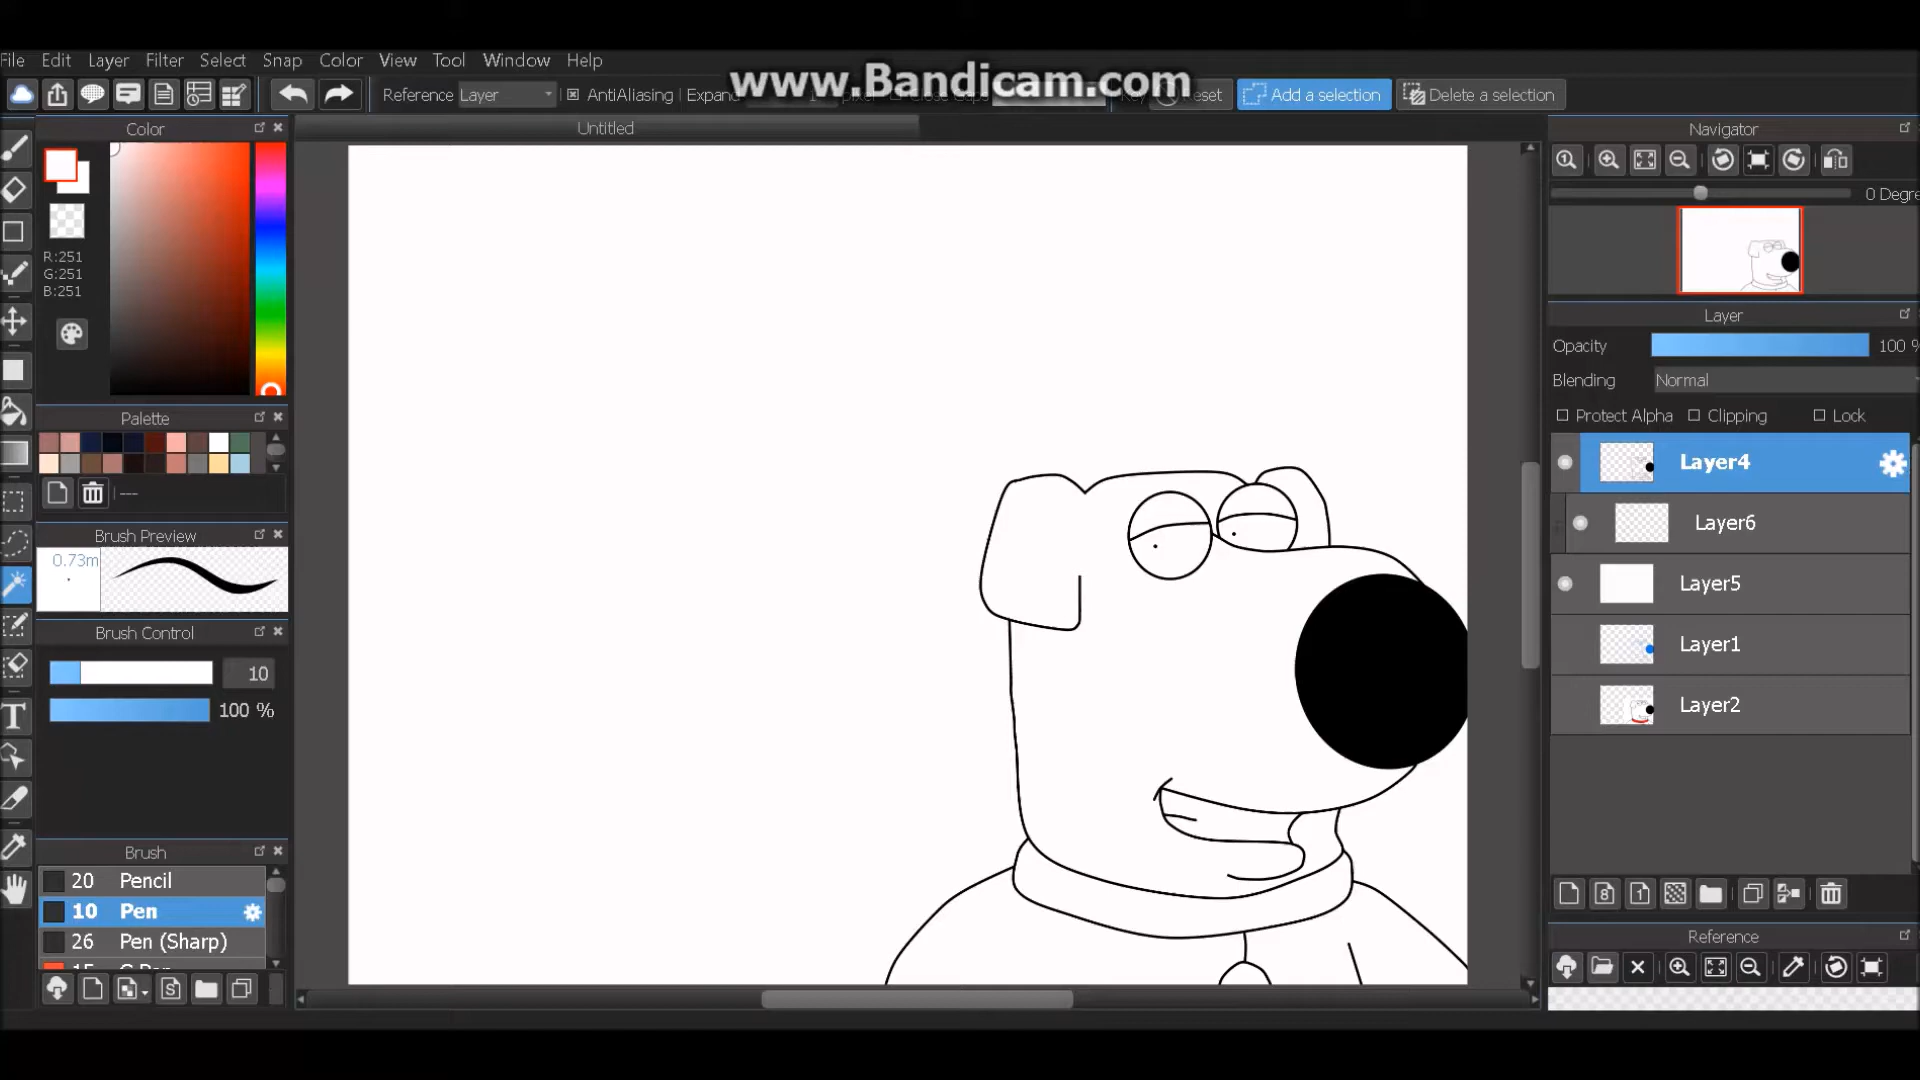 File Edit Layer Filter Select Snap Color View Tool Window Help
www.Bandicam.com
Reference Layer AntiAliasing Expand Reset Add a selection Delete a selection
Color Untitled Navigator
0 Degre
R:251
G:251
B:251
Layer
Opacity 100 %
Blending Normal
Protect Alpha Clipping Lock
Palette
Layer4
---
Layer6
Brush Preview
0.73m
Layer5
Brush Control
10
Layer1
100 %
Layer2
Brush
20 Pencil
10 Pen
26 Pen (Sharp)
Reference